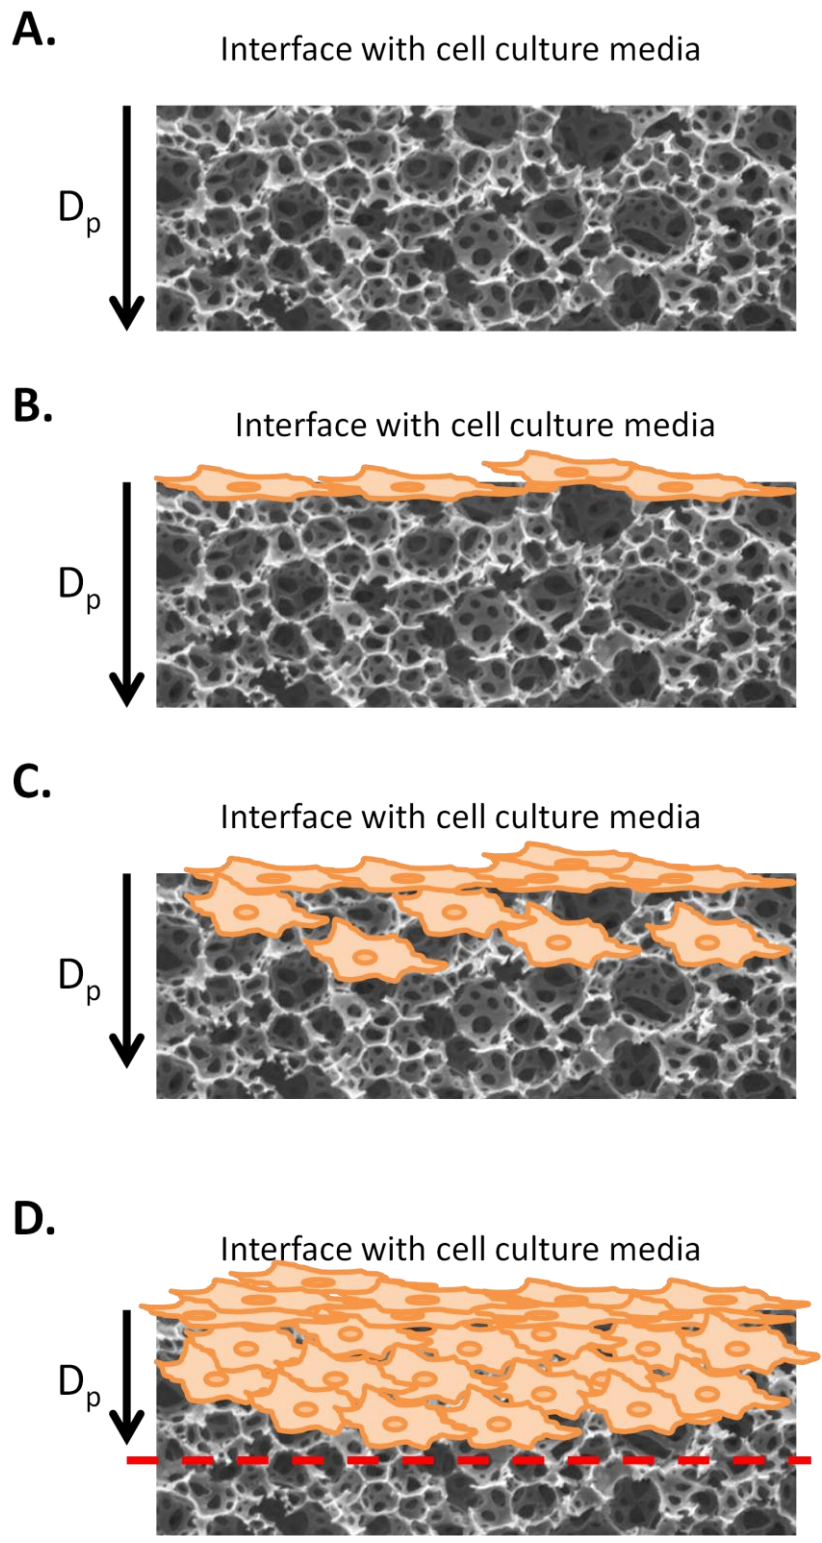 A.
Interface with cell culture media
Dp
B.
Interface with cell culture media
Dp
C.
Interface with cell culture media
Dp
D.
Interface with cell culture media
Dp